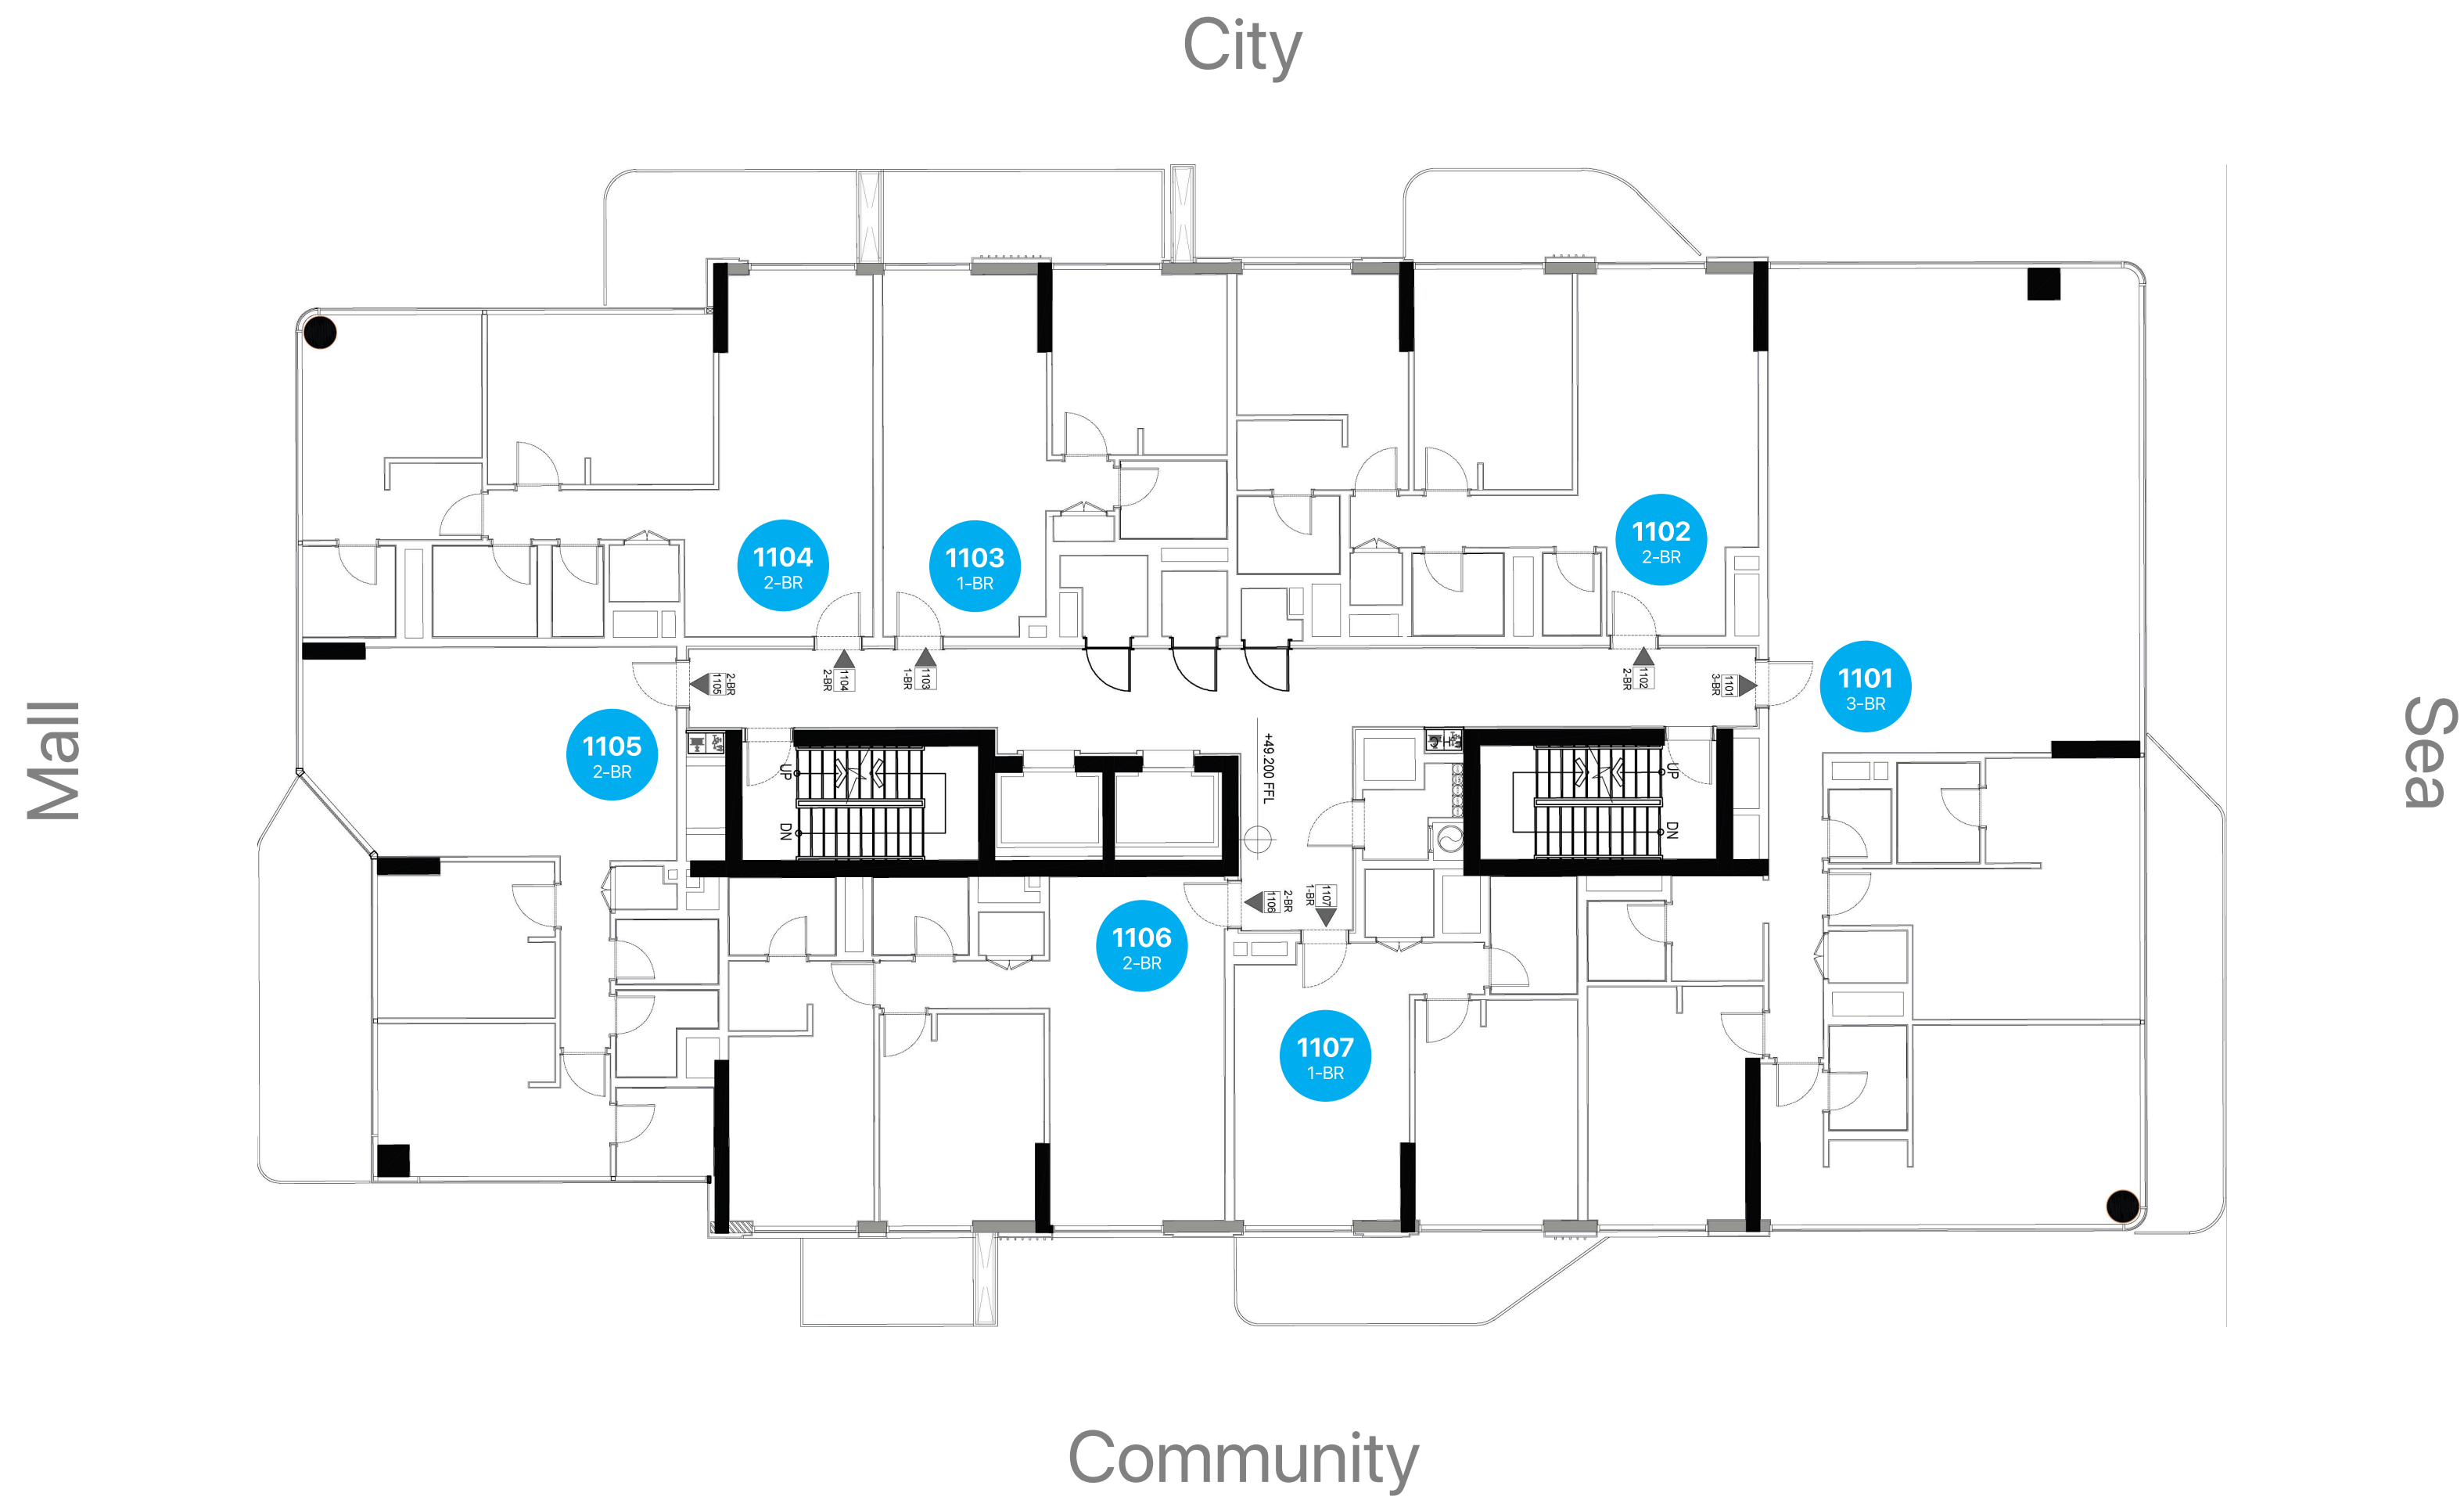 City
1104
2-BR
1103
1-BR
1102
2-BR
1101
3-BR
2-BR
1105
1104
2-BR
1103
1-BR
1102
2-BR
1101
3-BR
Mall
Sea
1105
2-BR
UP
DN
+49.200 FFL
UP
DN
1106
2-BR
2-BR
1106
1107
1-BR
1107
1-BR
Community